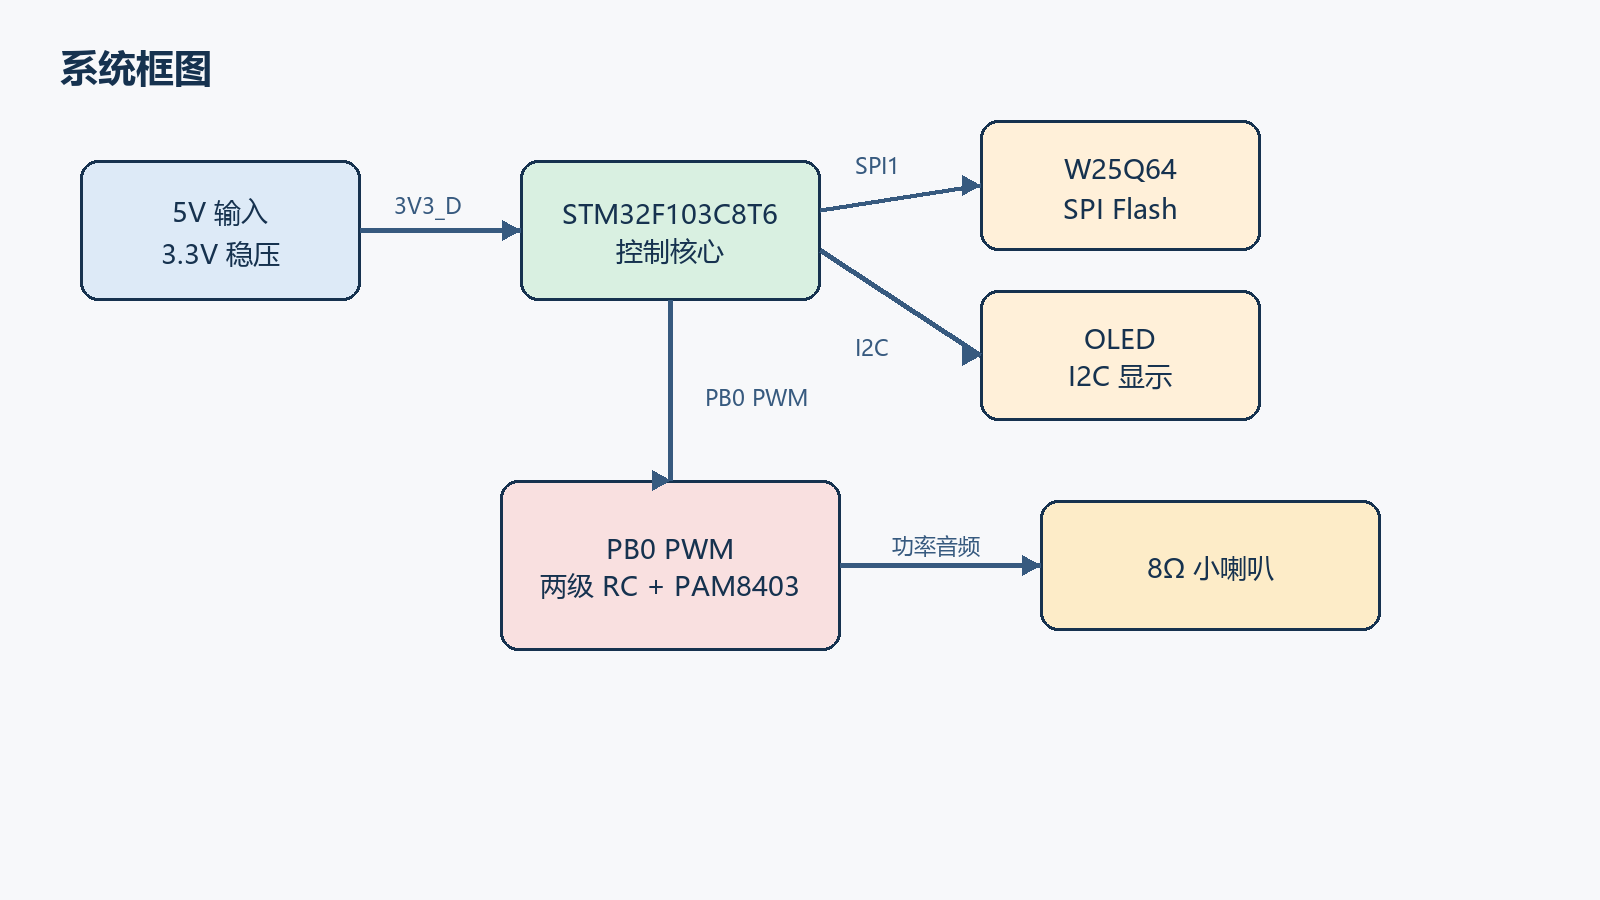 系统框图
5V 输入
3.3V 稳压
3V3_D
STM32F103C8T6
控制核心
SPI1
W25Q64
SPI Flash
I2C
OLED
I2C 显示
PB0 PWM
PB0 PWM
两级 RC + PAM8403
功率音频
8Ω 小喇叭